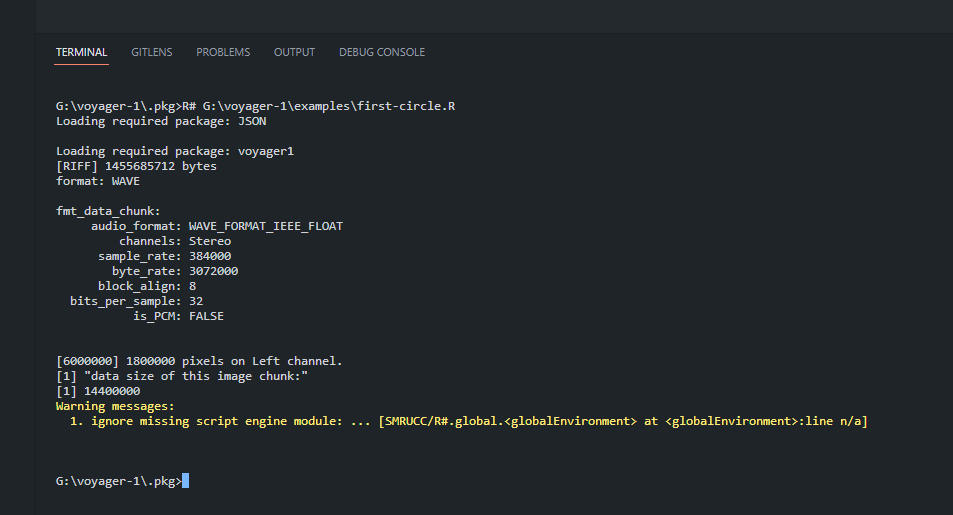 TERMINAL GITLENS PROBLEMS OUTPUT DEBUG CONSOLE
G:\voyager-1\.pkg>R# G:\voyager-1\examples\first-circle.R
Loading required package: JSON
Loading required package: voyager1
[RIFF] 1455685712 bytes
format: WAVE
fmt_data_chunk:
audio_format: WAVE_FORMAT_IEEE_FLOAT
channels: Stereo
sample_rate: 384000
byte_rate: 3072000
block_align: 8
bits_per_sample: 32
is_PCM: FALSE
[6000000] 1800000 pixels on Left channel.
[1] "data size of this image chunk:"
[1] 14400000
Warning messages:
1. ignore missing script engine module: ... [SMRUCC/R#.global.<globalEnvironment> at <globalEnvironment>:line n/a]
G:\voyager-1\.pkg>